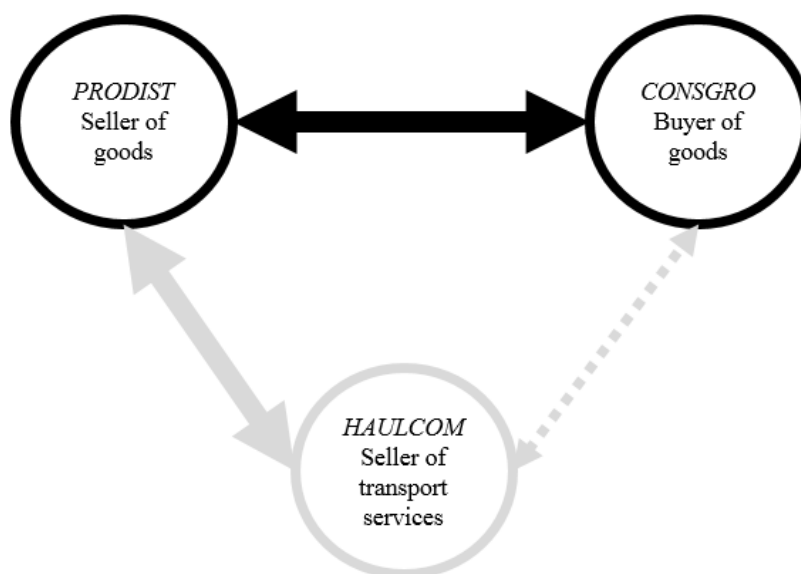 PRODIST
Seller of
goods
CONSGRO
Buyer of
goods
HAULCOM
Seller of
transport
services